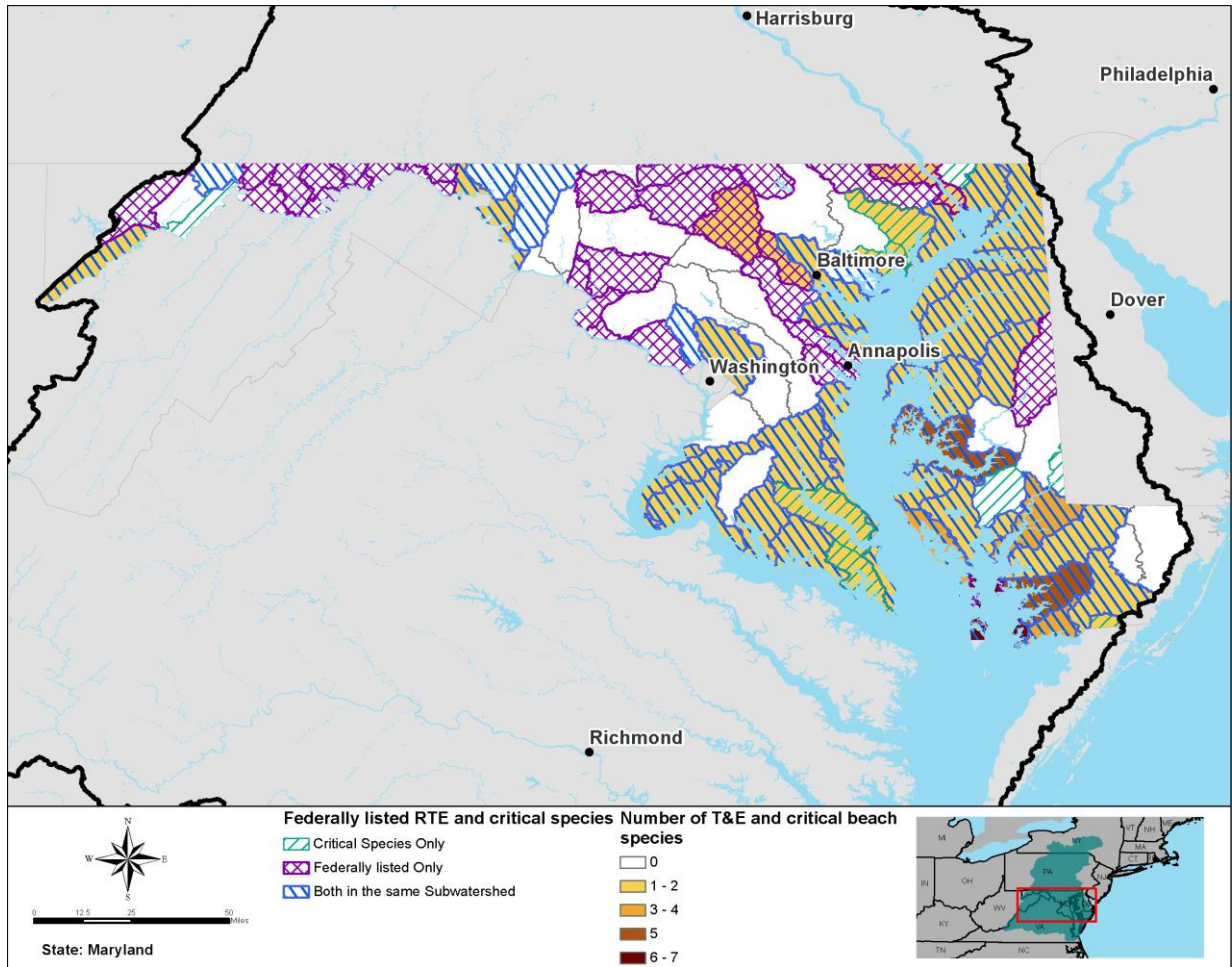 Harrisburg
Philadelphia
Baltimore
Dover
Annapolis
Washington
Richmond
N
W E
S
0 12.5 25 50
Miles
State: Maryland
Federally listed RTE and critical species
Critical Species Only
Federally listed Only
Both in the same Subwatershed
Number of T&E and critical beach
species
0
1 - 2
3 - 4
5
6 - 7
MI
VT
NH
ME
NY
MA
CT
PA
NJ
IN
OH
WV
KY
VA
TN
NC